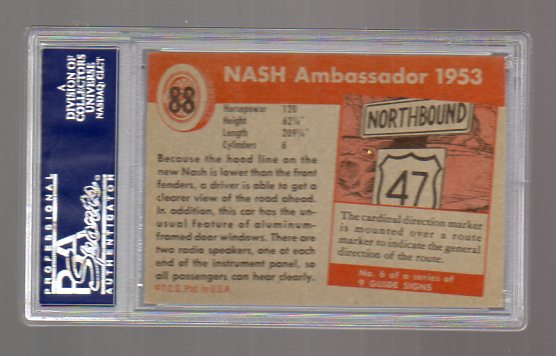 A
DIVISION OF
COLLECTORS
UNIVERSE
NASDAQ: CLCT
PROFESSIONAL
PSA
Sports
AUTHENTICATOR
88
NASH Ambassador 1953
Horsepower 120
Height 62¼"
Length 209¼"
Cylinders 6
Because the hood line on
the new Nash is lower than the front
fenders, a driver is able to get a
clearer view of the road ahead.
In addition, this car has the un-
usual feature of aluminum-
framed door windows. There are
two radio speakers, one at each
end of the instrument panel, so
all passengers can hear clearly.
©T.C.G. Ptd. in U.S.A.
NORTHBOUND
U S
47
The cardinal direction marker
is mounted over a route
marker to indicate the general
direction of the route.
No. 6 of a series of
9 GUIDE SIGNS